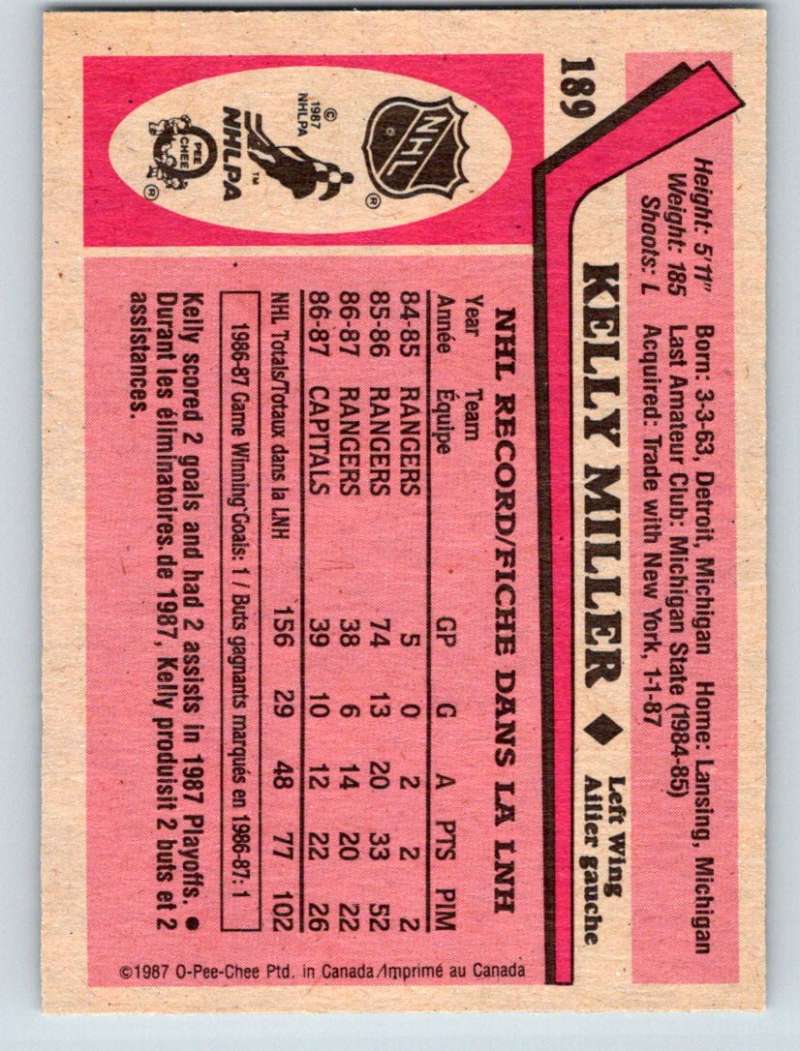 189
Height: 5'11" Born: 3-3-63, Detroit, Michigan Home: Lansing, Michigan
Weight: 185 Last Amateur Club: Michigan State (1984-85)
Shoots: L Acquired: Trade with New York, 1-1-87
KELLY MILLER ◆ Left Wing
Ailier gauche
NHL
®
© 1987
NHLPA
™
NHLPA
O PEE CHEE
®
NHL RECORD/FICHE DANS LA LNH
Year Team
Année Équipe GP G A PTS PIM
84-85 RANGERS 5 0 2 2 2
85-86 RANGERS 74 13 20 33 52
86-87 RANGERS 38 6 14 20 22
86-87 CAPITALS 39 10 12 22 26
NHL Totals/Totaux dans la LNH 156 29 48 77 102
1986-87 Game Winning Goals: 1 / Buts gagnants marqués en 1986-87: 1
Kelly scored 2 goals and had 2 assists in 1987 Playoffs. ●
Durant les éliminatoires de 1987, Kelly produisit 2 buts et 2
assistances.
©1987 O-Pee-Chee Ptd. in Canada/Imprimé au Canada